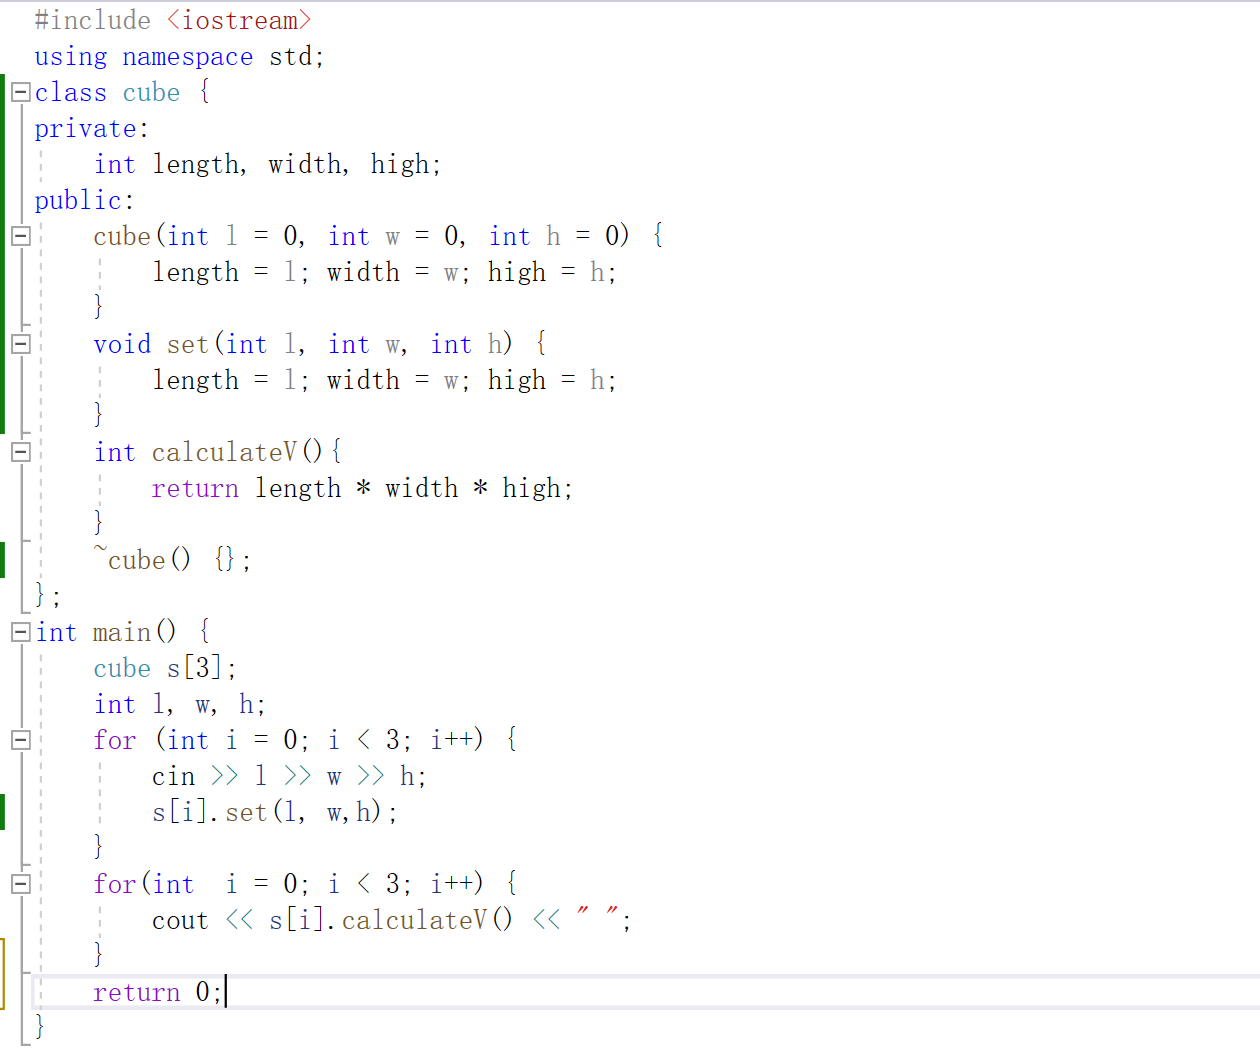 #include <iostream>
using namespace std;
class cube {
private:
    int length, width, high;
public:
    cube(int l = 0, int w = 0, int h = 0) {
        length = l; width = w; high = h;
    }
    void set(int l, int w, int h) {
        length = l; width = w; high = h;
    }
    int calculateV(){
        return length * width * high;
    }
    ~cube() {};
};
int main() {
    cube s[3];
    int l, w, h;
    for (int i = 0; i < 3; i++) {
        cin >> l >> w >> h;
        s[i].set(l, w,h);
    }
    for(int  i = 0; i < 3; i++) {
        cout << s[i].calculateV() << " ";
    }
    return 0;
}